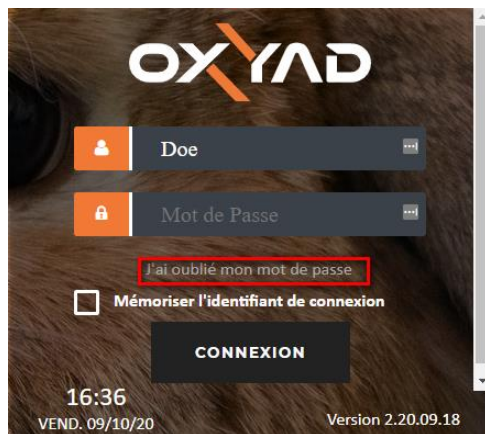 OXYAD
Doe
Mot de Passe
J'ai oublié mon mot de passe
Mémoriser l'identifiant de connexion
CONNEXION
16:36
VEND. 09/10/20
Version 2.20.09.18